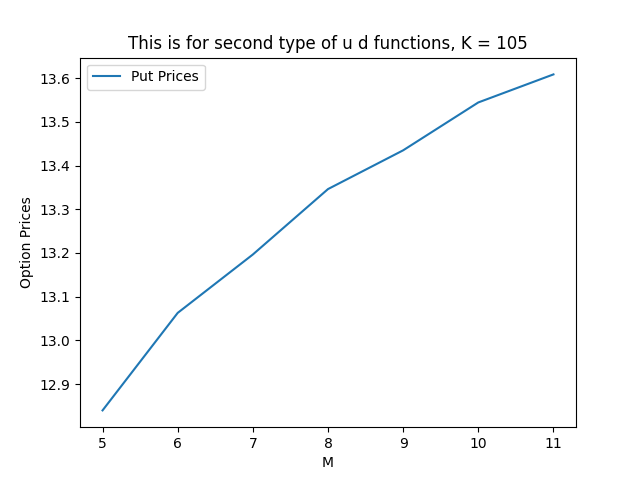 This is for second type of u d functions, K = 105
Put Prices
Option Prices
13.6
13.5
13.4
13.3
13.2
13.1
13.0
12.9
5 6 7 8 9 10 11
M